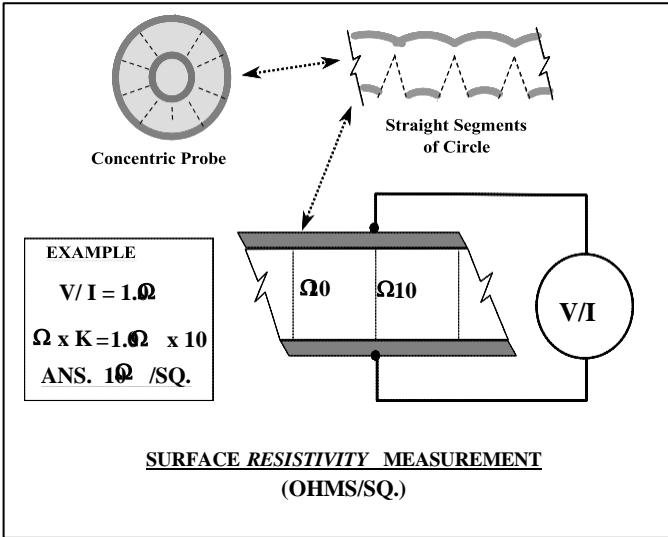 Concentric Probe
Straight Segments
of Circle
EXAMPLE
V/ I = 1.0Ω
Ω x K = 1.0Ω x 10
ANS. 10Ω /SQ.
Ω10
Ω10
V/I
SURFACE RESISTIVITY MEASUREMENT
(OHMS/SQ.)